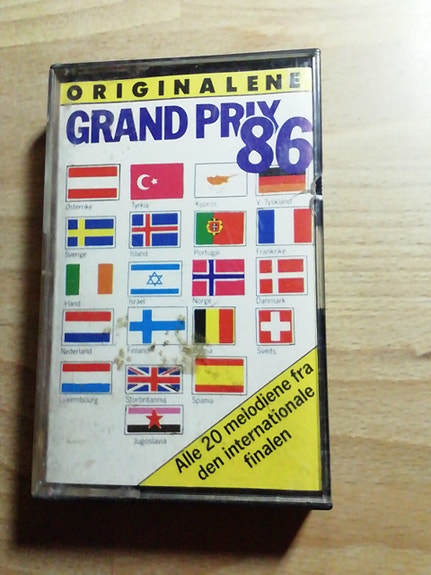 ORIGINALENE
GRAND PRIX
86
Østerrike Tyrkia Kypros V. Tyskland
Sverige Island Portugal Frankrike
Irland Israel Norge Danmark
Nederland Finland Sveits
Luxembourg Storbritannia Spania
Jugoslavia
Alle 20 melodiene fra
den internationale
finalen